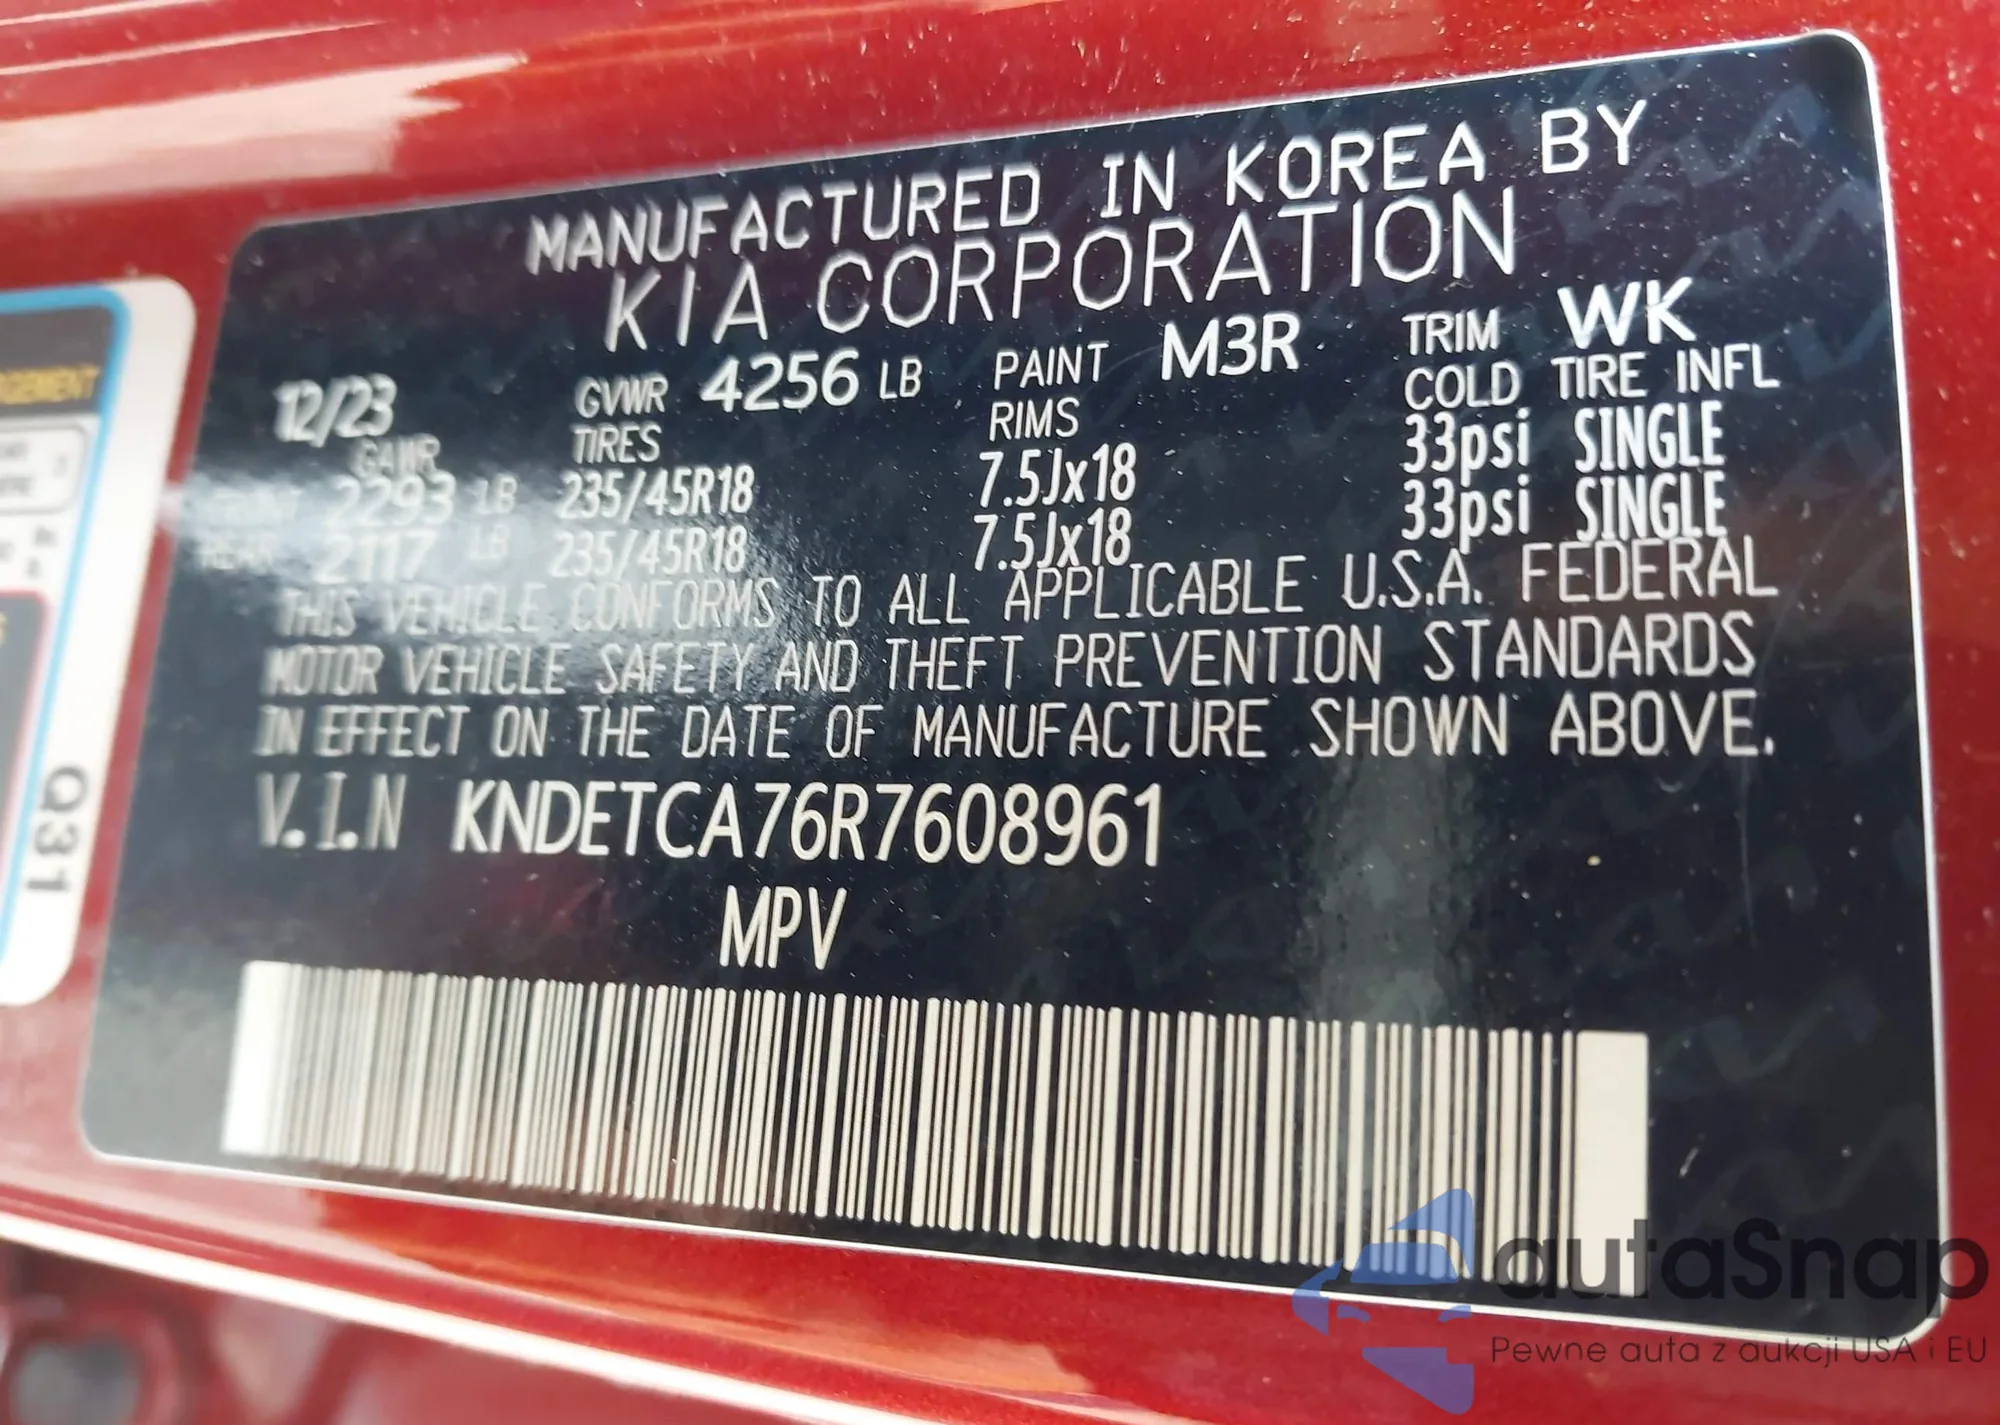 MANUFACTURED IN KOREA BY
KIA CORPORATION
12/23 GVWR 4256 LB PAINT M3R TRIM WK
GAWR TIRES RIMS COLD TIRE INFL
FRONT 2293 LB 235/45R18 7.5Jx18 33psi SINGLE
REAR 2117 LB 235/45R18 7.5Jx18 33psi SINGLE
THIS VEHICLE CONFORMS TO ALL APPLICABLE U.S.A. FEDERAL
MOTOR VEHICLE SAFETY AND THEFT PREVENTION STANDARDS
IN EFFECT ON THE DATE OF MANUFACTURE SHOWN ABOVE.
V.I.N KNDETCA76R7608961
MPV
Q31
autaSnap
Pewne auta z aukcji USA i EU